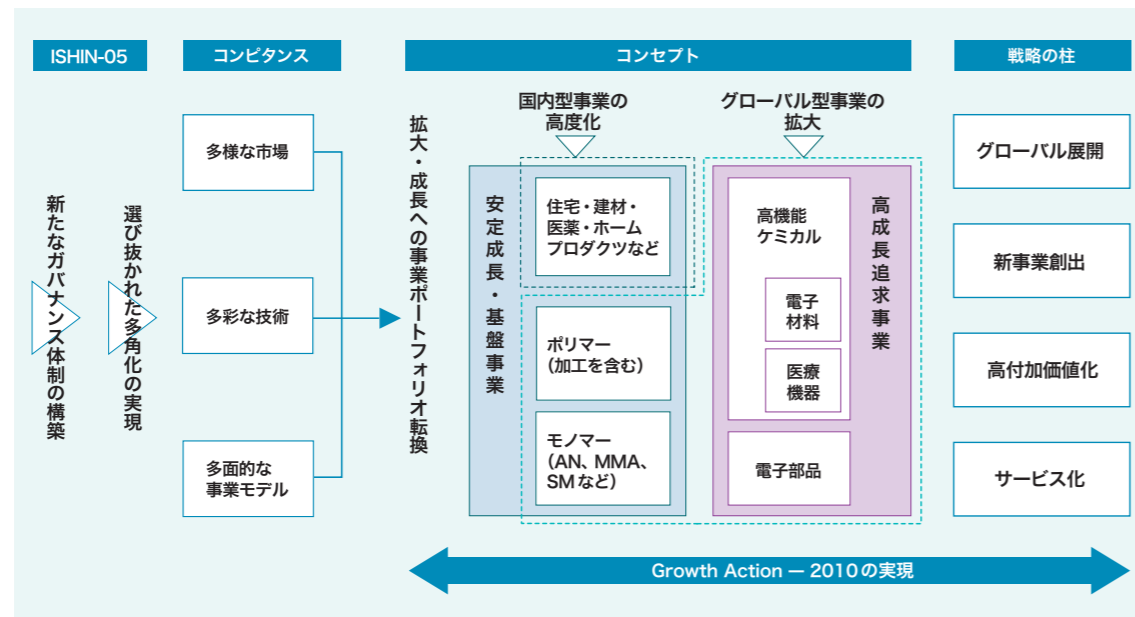 ISHIN-05
コンピタンス
コンセプト
戦略の柱
新たなガバナンス体制の構築
選び抜かれた多角化の実現
多様な市場
多彩な技術
多面的な
事業モデル
拡大・成長への事業ポートフォリオ転換
国内型事業の
高度化
グローバル型事業の
拡大
安定成長・基盤事業
住宅・建材・
医薬・ホーム
プロダクツなど
ポリマー
(加工を含む)
モノマー
(AN、MMA、
SMなど)
高機能
ケミカル
電子
材料
医療
機器
電子部品
高成長追求事業
グローバル展開
新事業創出
高付加価値化
サービス化
Growth Action — 2010の実現